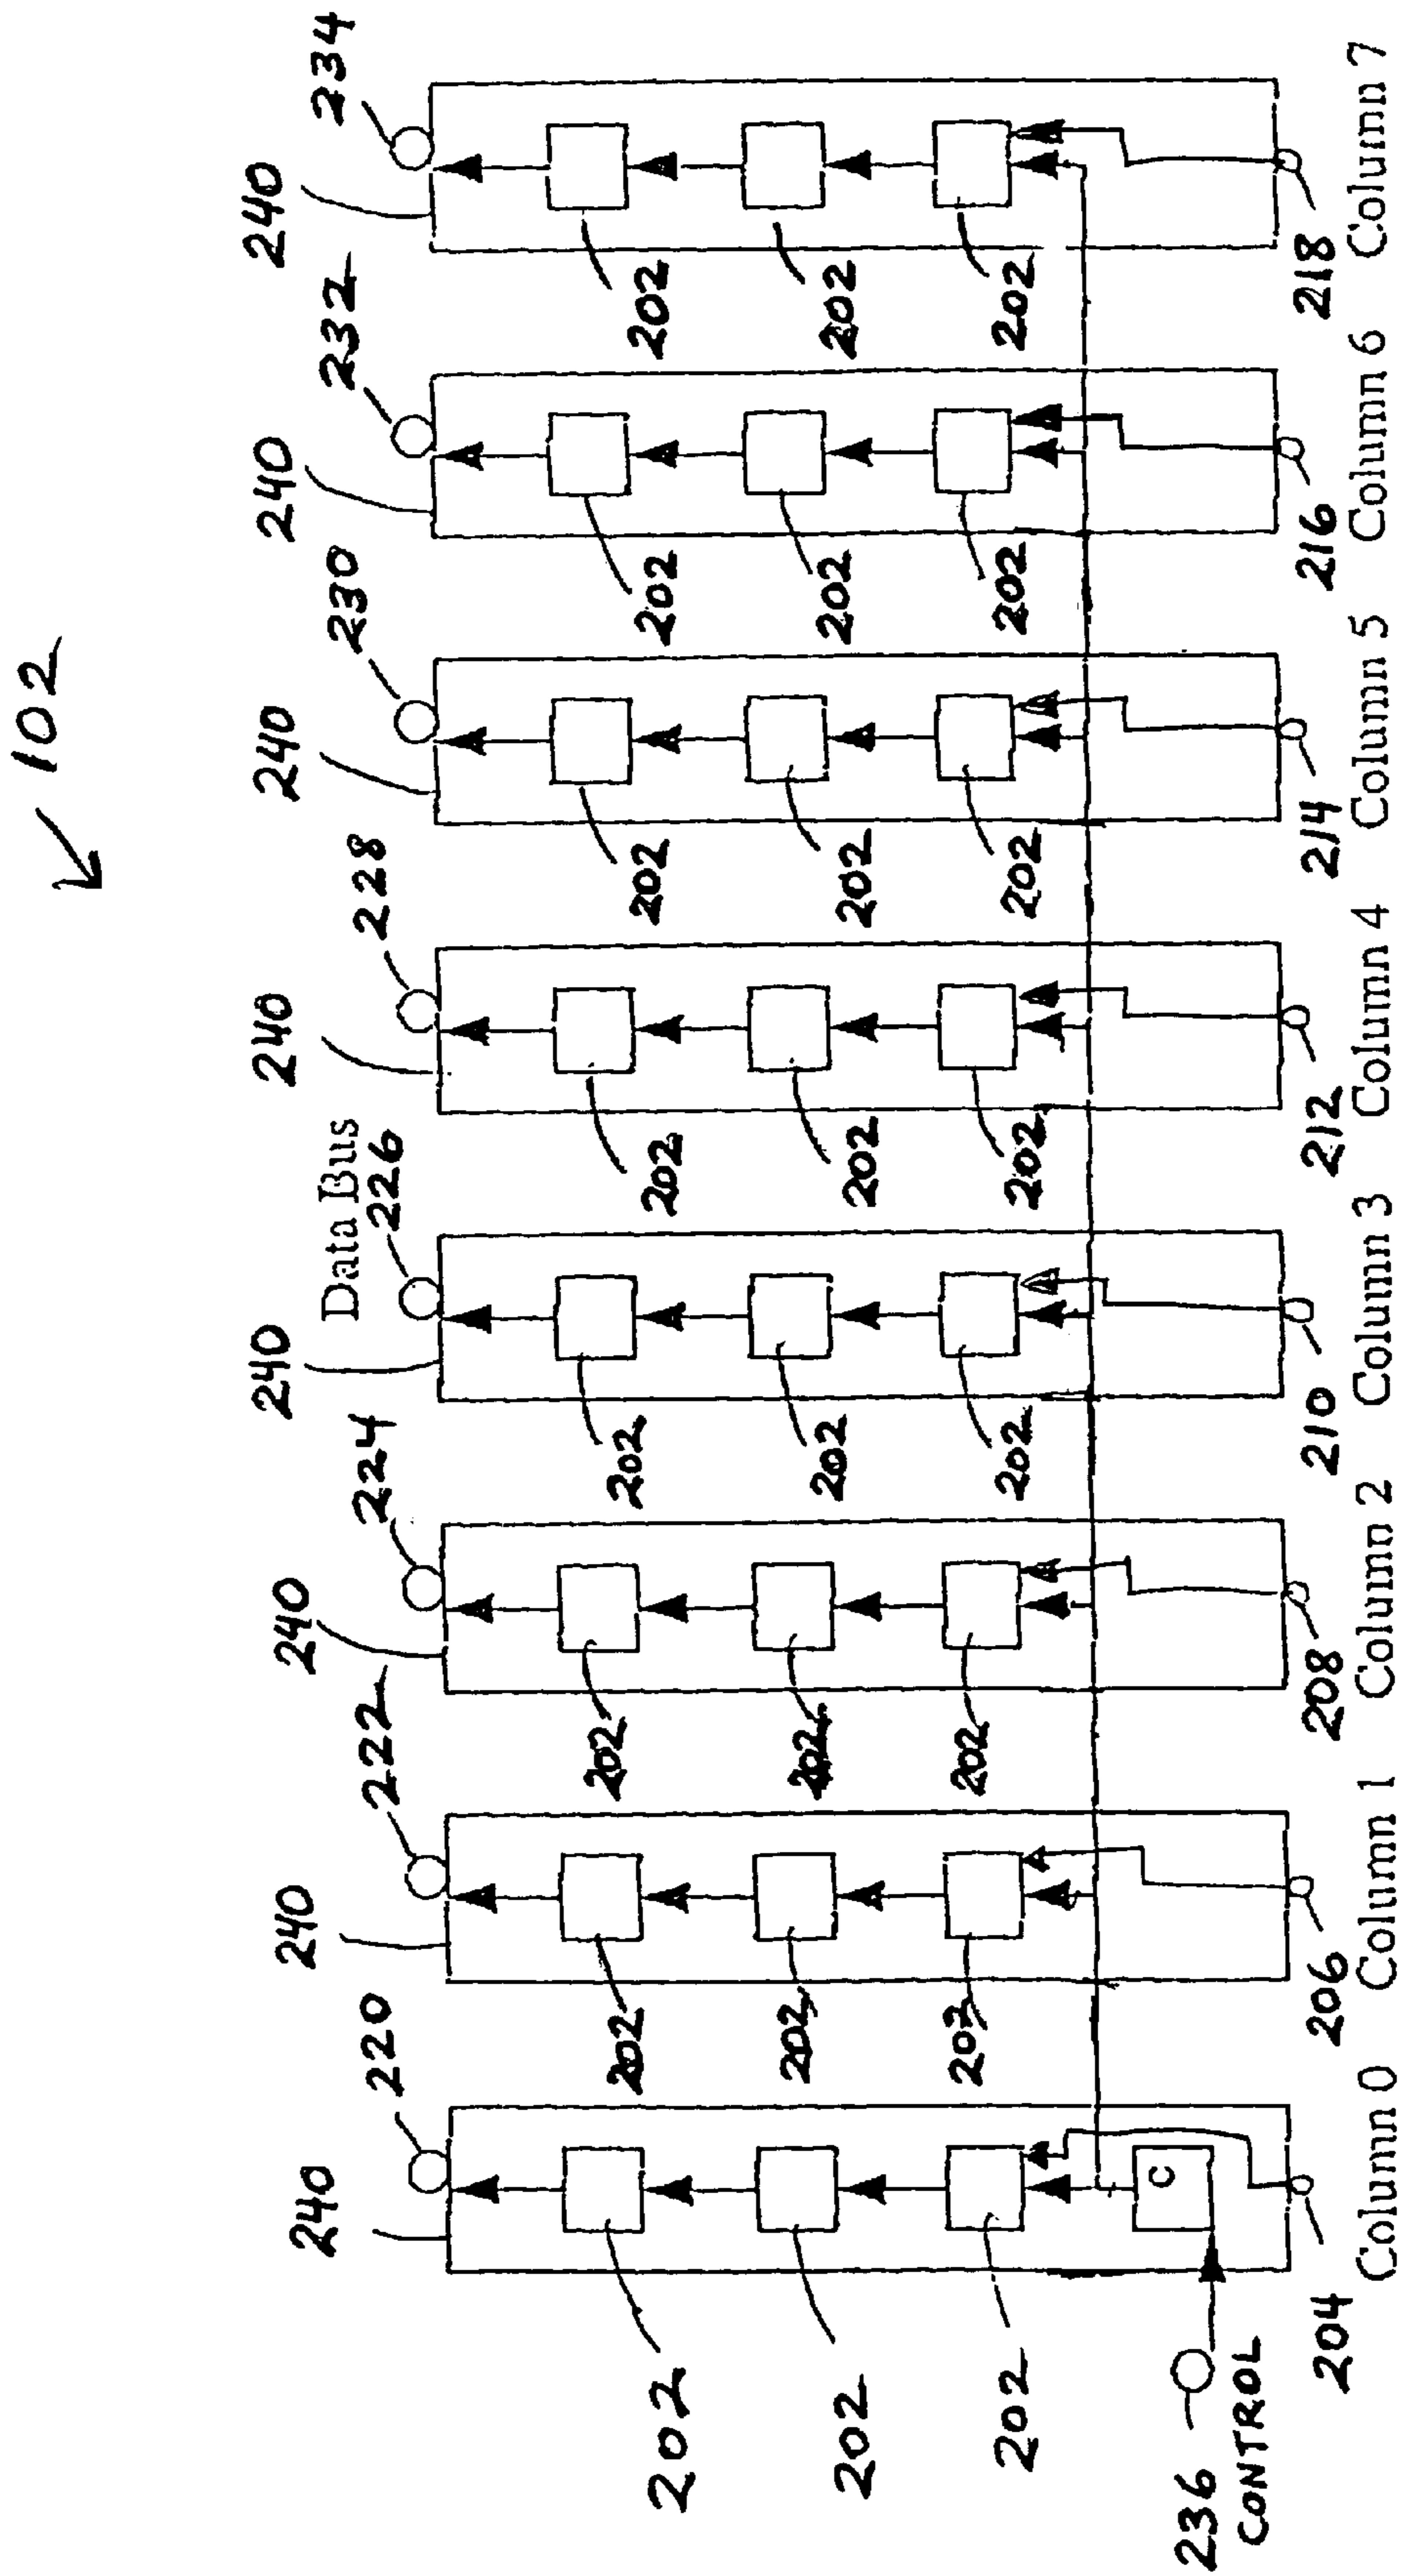 102
240 240 240 240 240 240 240 240
Data Bus
220 222 224 226 228 230 232 234
202 202 202 202 202 202 202 202
202 202 202 202 202 202 202 202
202 202 202 202 202 202 202 202
C
236
CONTROL
204 206 208 210 212 214 216 218
Column 0 Column 1 Column 2 Column 3 Column 4 Column 5 Column 6 Column 7